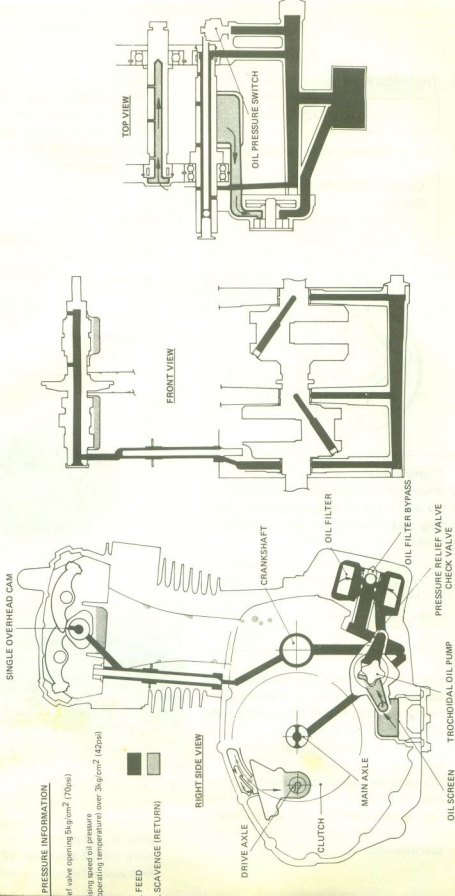 SINGLE OVERHEAD CAM
PRESSURE INFORMATION
ef valve opening 5kg/cm² (70psi)
sing speed oil pressure
perating temperature) over 3kg/cm² (42psi)
FEED
SCAVENGE (RETURN)
RIGHT SIDE VIEW
DRIVE AXLE
CLUTCH
MAIN AXLE
OIL SCREEN
TROCHOIDAL OIL PUMP
PRESSURE RELIEF VALVE
CHECK VALVE
OIL FILTER BYPASS
OIL FILTER
CRANKSHAFT
FRONT VIEW
TOP VIEW
OIL PRESSURE SWITCH